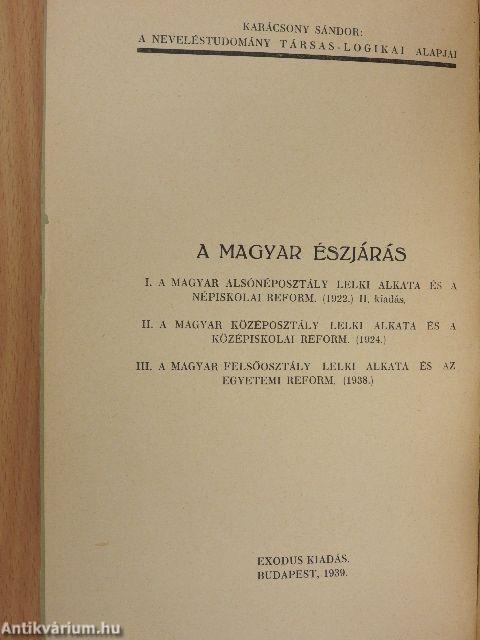 KARÁCSONY SÁNDOR:
A NEVELÉSTUDOMÁNY TÁRSAS-LOGIKAI ALAPJAI
A MAGYAR ÉSZJÁRÁS
I. A MAGYAR ALSÓNÉPOSZTÁLY LELKI ALKATA ÉS A
NÉPISKOLAI REFORM. (1922.) II. kiadás.
II. A MAGYAR KÖZÉPOSZTÁLY LELKI ALKATA ÉS A
KÖZÉPISKOLAI REFORM. (1924.)
III. A MAGYAR FELSŐOSZTÁLY LELKI ALKATA ÉS AZ
EGYETEMI REFORM. (1938.)
EXODUS KIADÁS.
BUDAPEST, 1939.
Antikvárium.hu